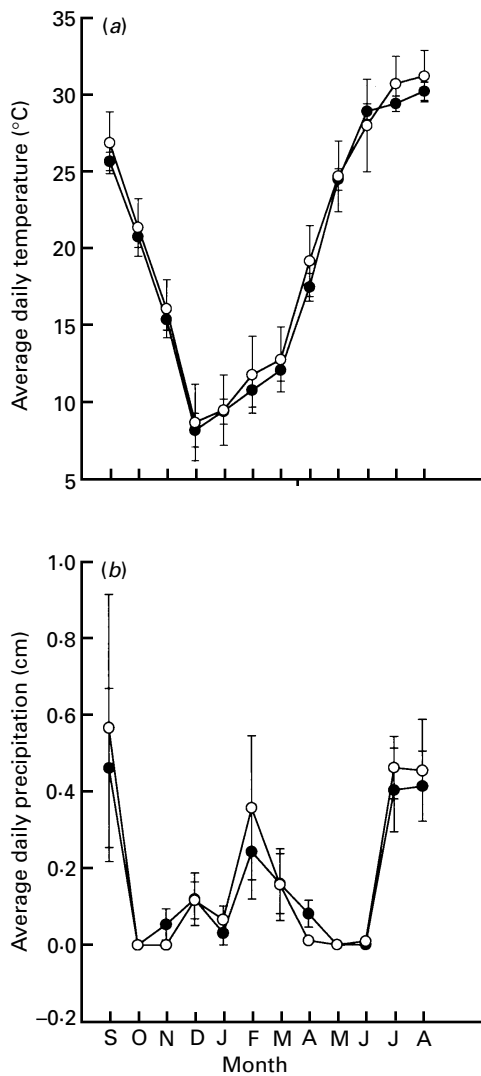 (a)
35
30
25
20
15
10
5
Average daily temperature (°C)
(b)
1·0
0·8
0·6
0·4
0·2
0·0
–0·2
Average daily precipitation (cm)
S O N D J F M A M J J A
Month